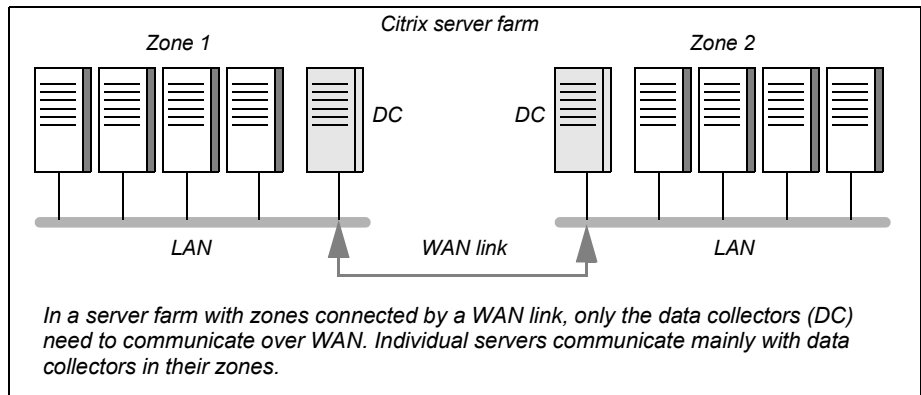 Citrix server farm
Zone 1
Zone 2
DC
DC
LAN
WAN link
LAN
In a server farm with zones connected by a WAN link, only the data collectors (DC)
need to communicate over WAN. Individual servers communicate mainly with data
collectors in their zones.